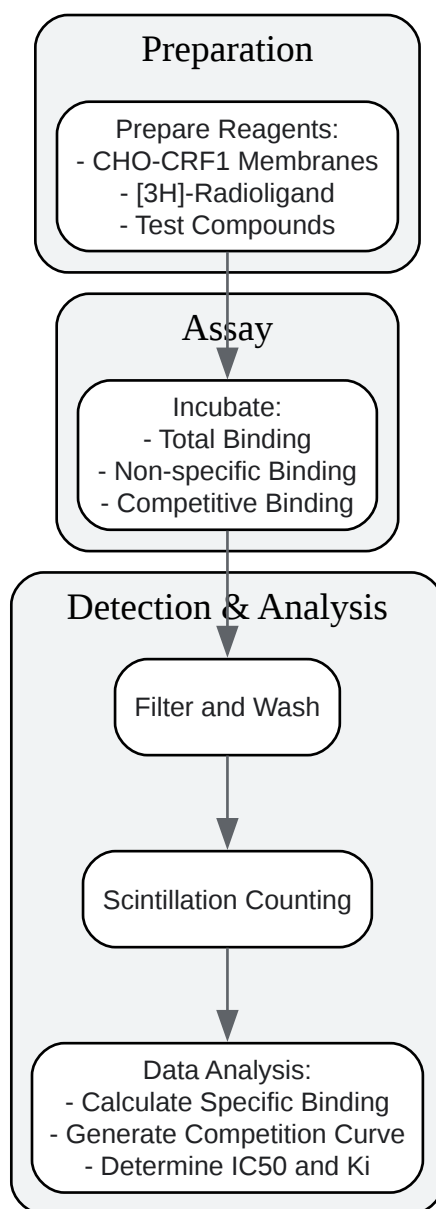 Preparation
Prepare Reagents:
- CHO-CRF1 Membranes
- [3H]-Radioligand
- Test Compounds
Assay
Incubate:
- Total Binding
- Non-specific Binding
- Competitive Binding
Detection & Analysis
Filter and Wash
Scintillation Counting
Data Analysis:
- Calculate Specific Binding
- Generate Competition Curve
- Determine IC50 and Ki